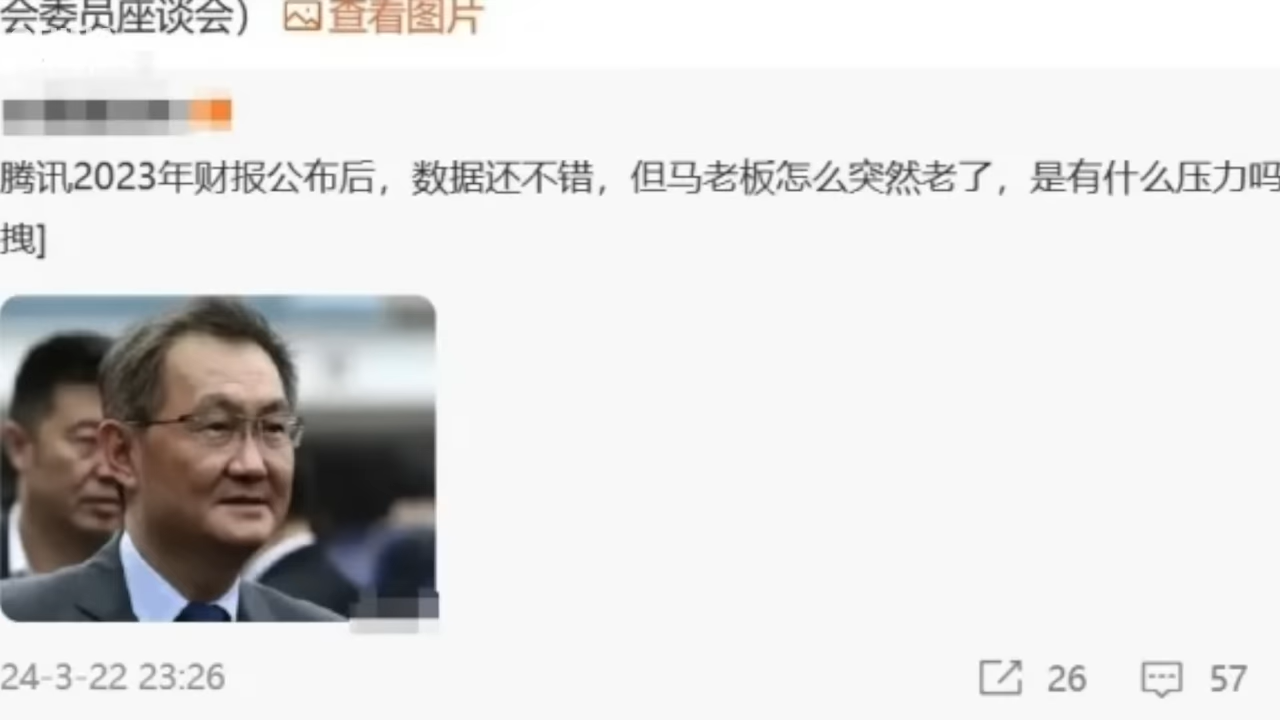 会委员座谈会） 查看图片
腾讯2023年财报公布后，数据还不错，但马老板怎么突然老了，是有什么压力吗
拽]
24-3-22 23:26 26 57